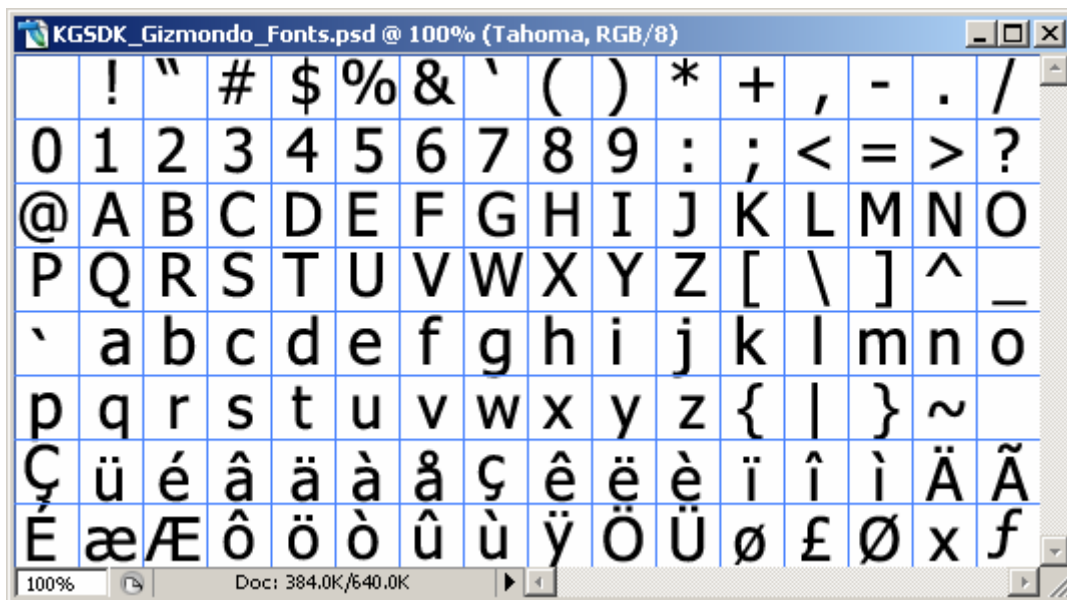 KGSDK_Gizmondo_Fonts.psd @ 100% (Tahoma, RGB/8)
! " # $ % & ` ( ) * + , - . /
0 1 2 3 4 5 6 7 8 9 : ; < = > ?
@ A B C D E F G H I J K L M N O
P Q R S T U V W X Y Z [ \ ] ^ _
` a b c d e f g h i j k l m n o
p q r s t u v w x y z { | } ~
Ç ü é â ä à å ç ê ë è ï î ì Ä Ã
É æ Æ ô ö ò û ù ÿ Ö Ü ø £ Ø x ƒ
100% Doc: 384.0K/640.0K